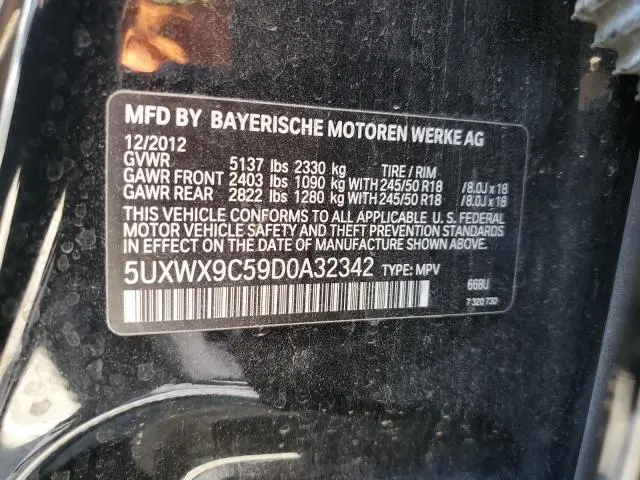 MFD BY BAYERISCHE MOTOREN WERKE AG
12/2012
GVWR 5137 lbs 2330 kg TIRE / RIM
GAWR FRONT 2403 lbs 1090 kg WITH 245/50 R18 /8.0J x 18
GAWR REAR 2822 lbs 1280 kg WITH 245/50 R18 /8.0J x 18
THIS VEHICLE CONFORMS TO ALL APPLICABLE U. S. FEDERAL
MOTOR VEHICLE SAFETY AND THEFT PREVENTION STANDARDS
IN EFFECT ON THE DATE OF MANUFACTURE SHOWN ABOVE.
5UXWX9C59D0A32342 TYPE: MPV 668U
7 320 730